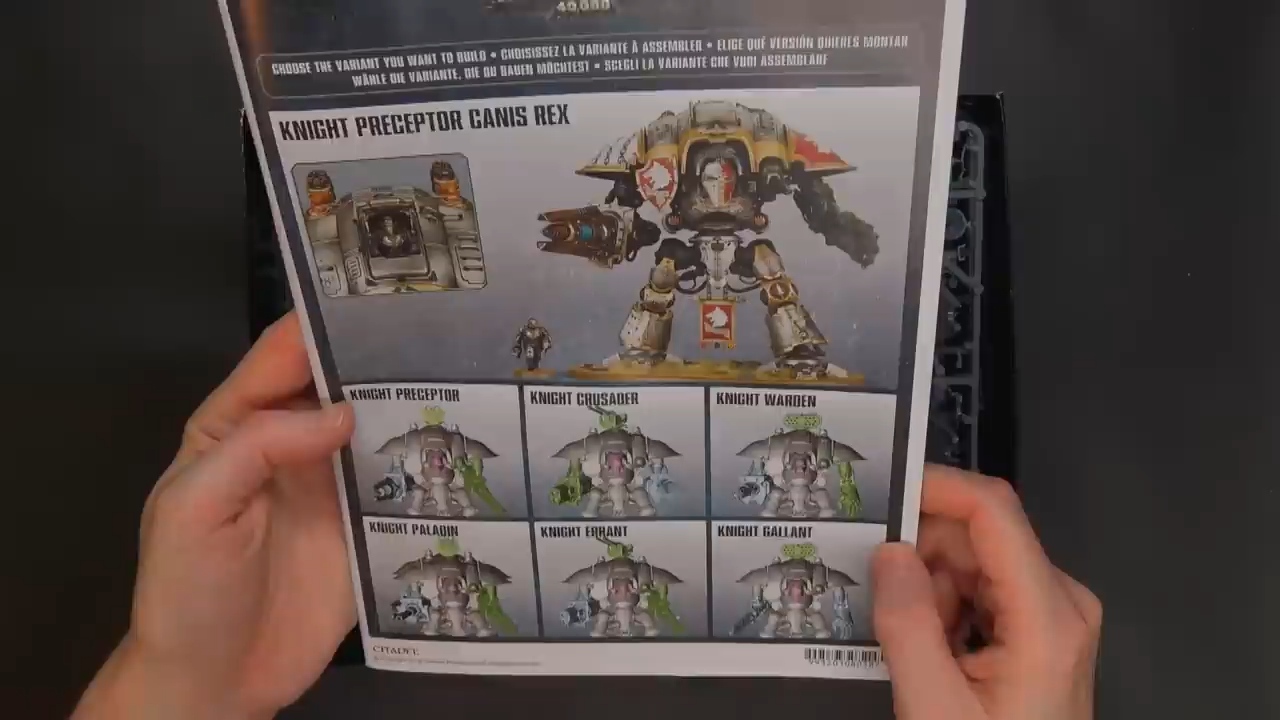 40,000
CHOOSE THE VARIANT YOU WANT TO BUILD • CHOISISSEZ LA VARIANTE À ASSEMBLER • ELIGE QUÉ VERSIÓN QUIERES MONTAR
WÄHLE DIE VARIANTE, DIE DU BAUEN MÖCHTEST • SCEGLI LA VARIANTE CHE VUOI ASSEMBLARE
KNIGHT PRECEPTOR CANIS REX
KNIGHT PRECEPTOR
KNIGHT CRUSADER
KNIGHT WARDEN
KNIGHT PALADIN
KNIGHT ERRANT
KNIGHT GALLANT
CITADEL